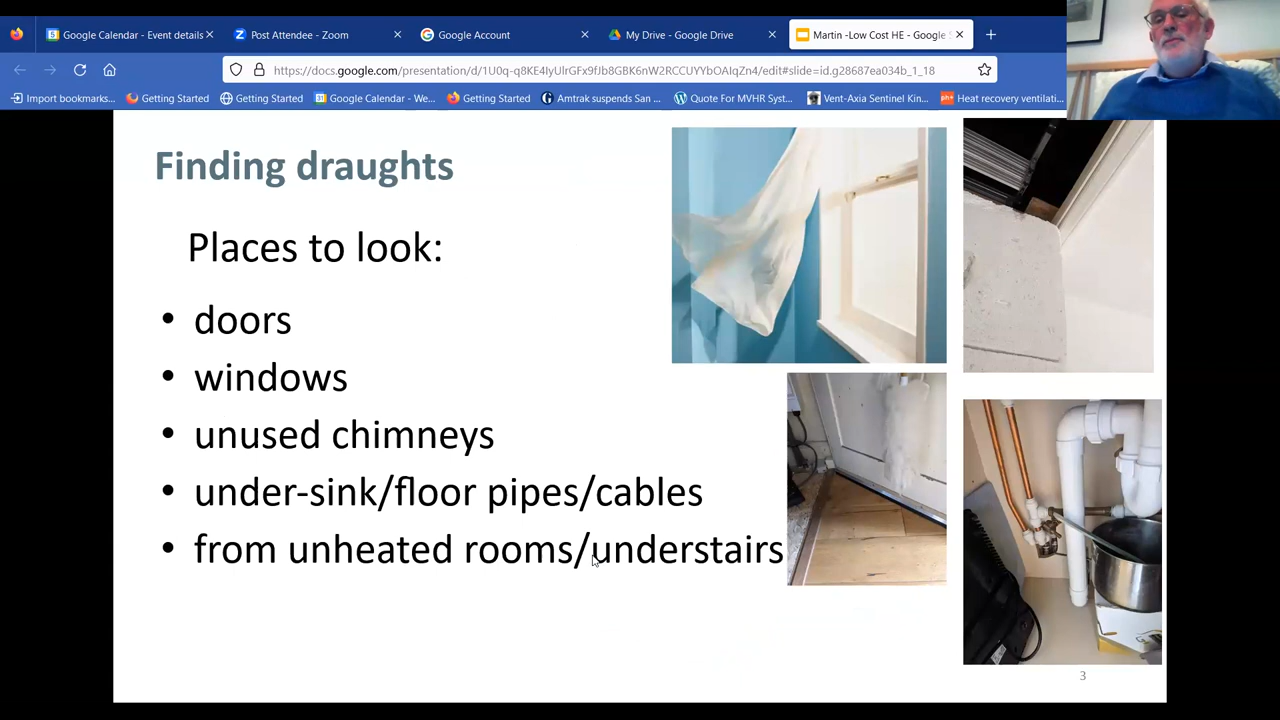 Google Calendar - Event details
Post Attendee - Zoom
Google Account
My Drive - Google Drive
Martin -Low Cost HE - Google
https://docs.google.com/presentation/d/1U0q-q8KE4lyUlrGFx9fJb8GBK6nW2RCCUYYbOAIqZn4/edit#slide=id.g28687ea034b_1_18
Import bookmarks...
Getting Started
Getting Started
Google Calendar - We...
Getting Started
Amtrak suspends San ...
Quote For MVHR Syst...
Vent-Axia Sentinel Kin...
Heat recovery ventilati...
Finding draughts
Places to look:
• doors
• windows
• unused chimneys
• under-sink/floor pipes/cables
• from unheated rooms/understairs
3